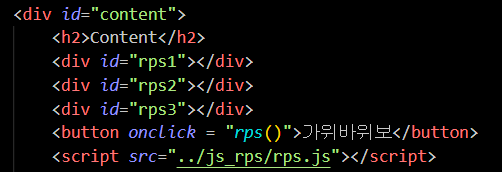 <div id="content">
<h2>Content</h2>
<div id="rps1"></div>
<div id="rps2"></div>
<div id="rps3"></div>
<button onclick = "rps()">가위바위보</button>
<script src="../js_rps/rps.js"></script>